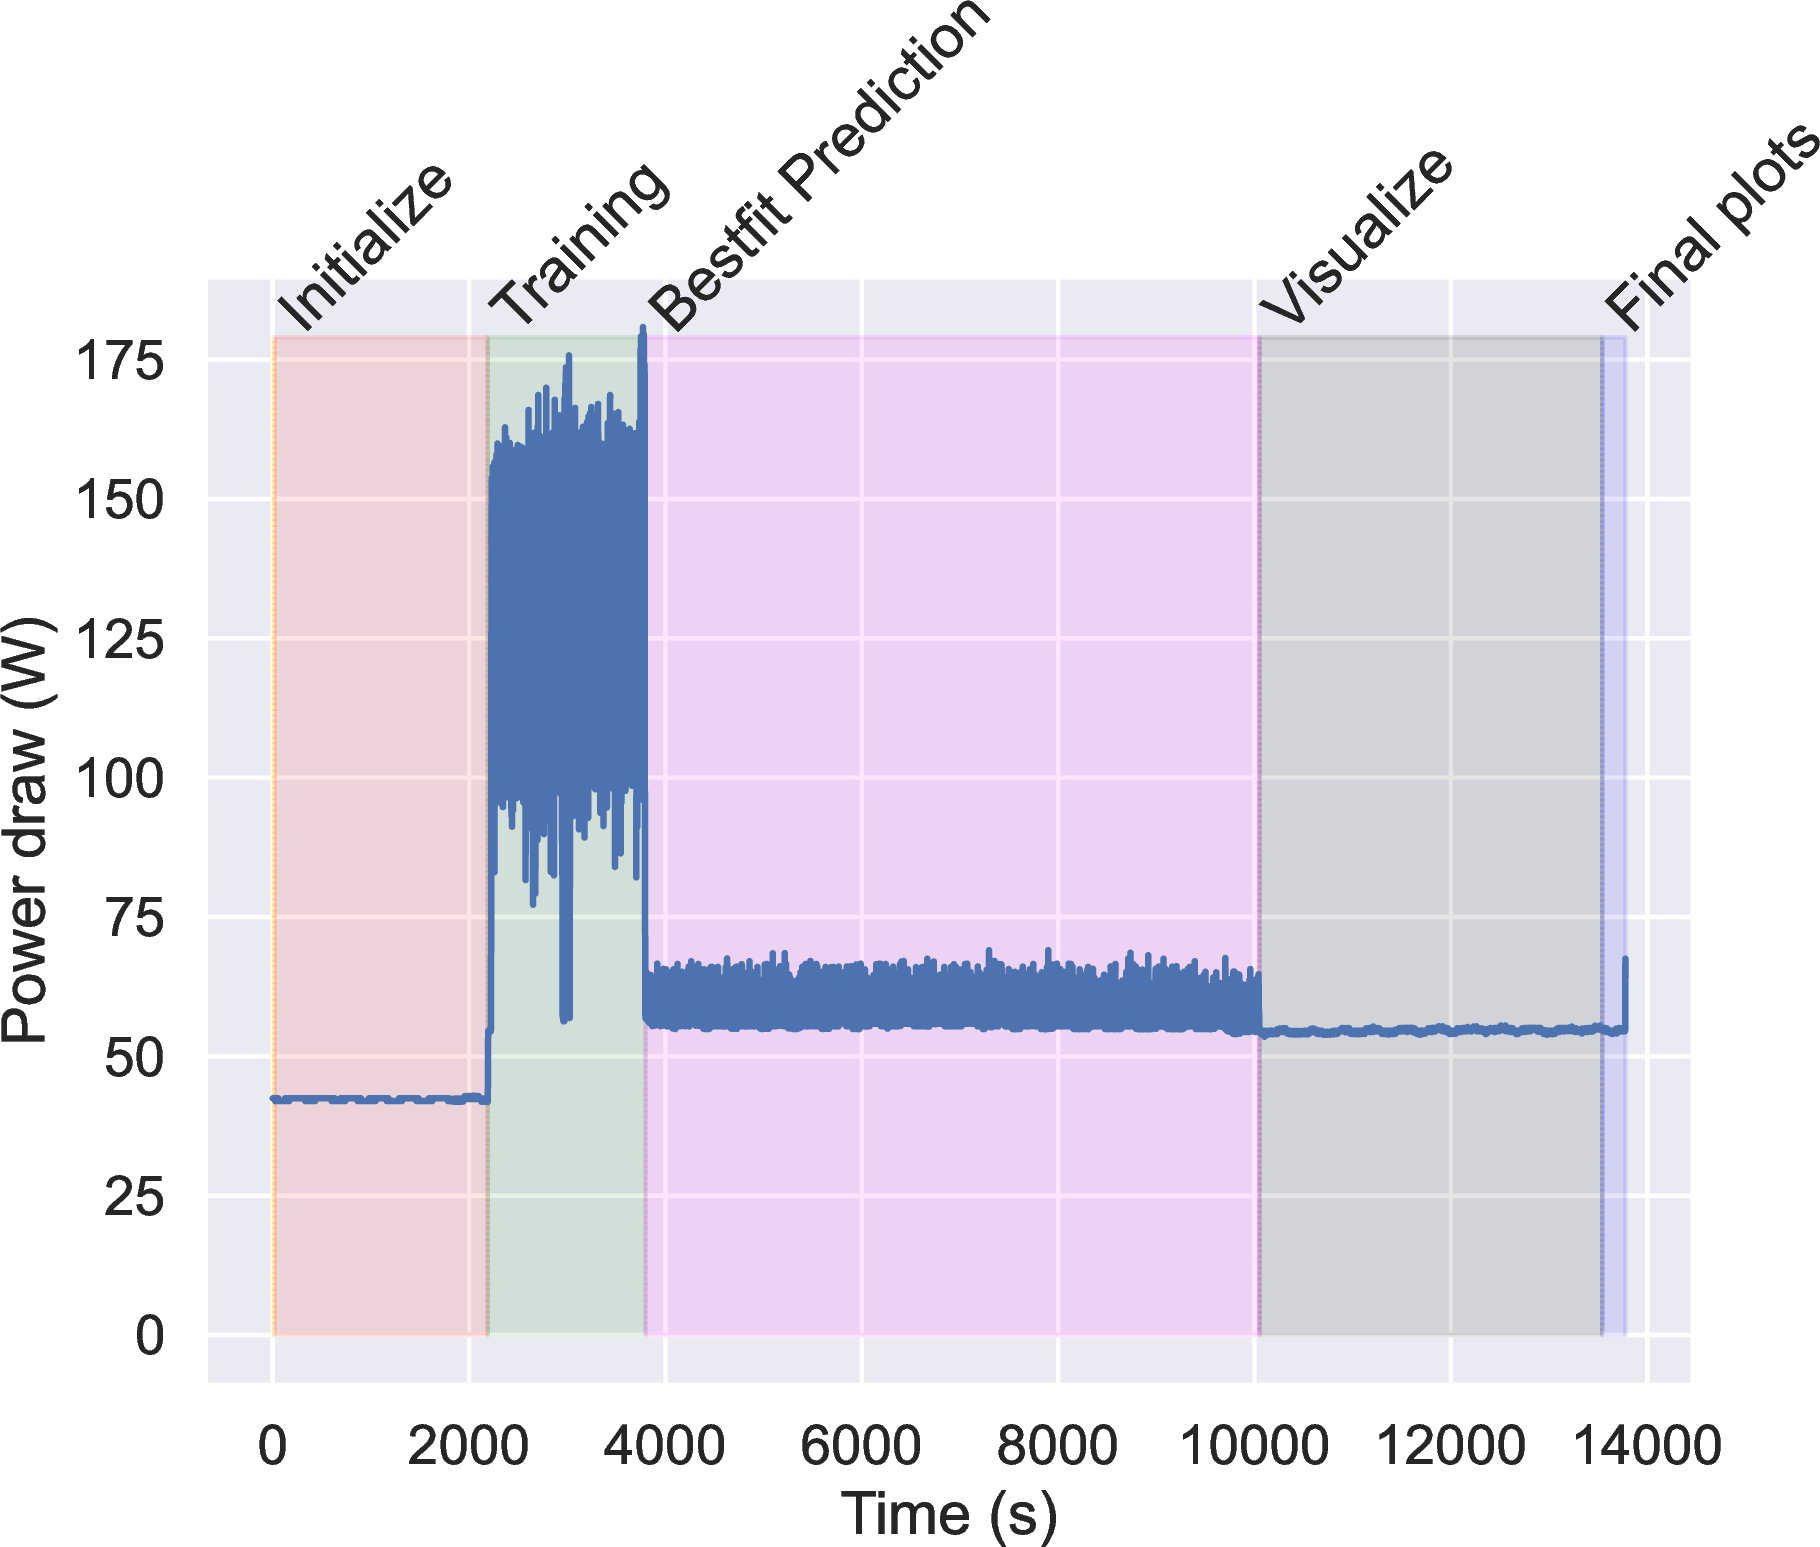 Initialize
Training
Bestfit Prediction
Visualize
Final plots
Power draw (W)
175
150
125
100
75
50
25
0
0 2000 4000 6000 8000 10000 12000 14000
Time (s)